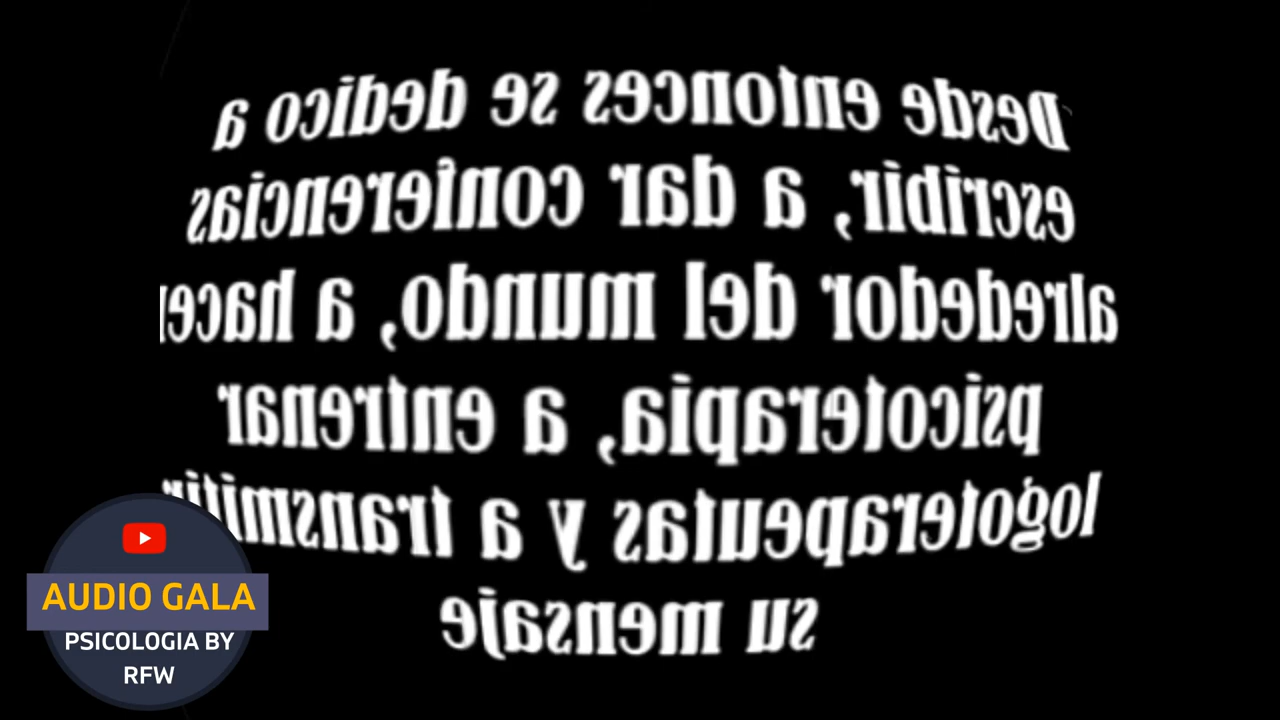 Desde entonces se dedico a
escribir, a dar conferencias
alrededor del mundo, a hacer
psicoterapia, a entrenar
logoterapeutas y a transmitir
su mensaje
AUDIO GALA
PSICOLOGIA BY
RFW